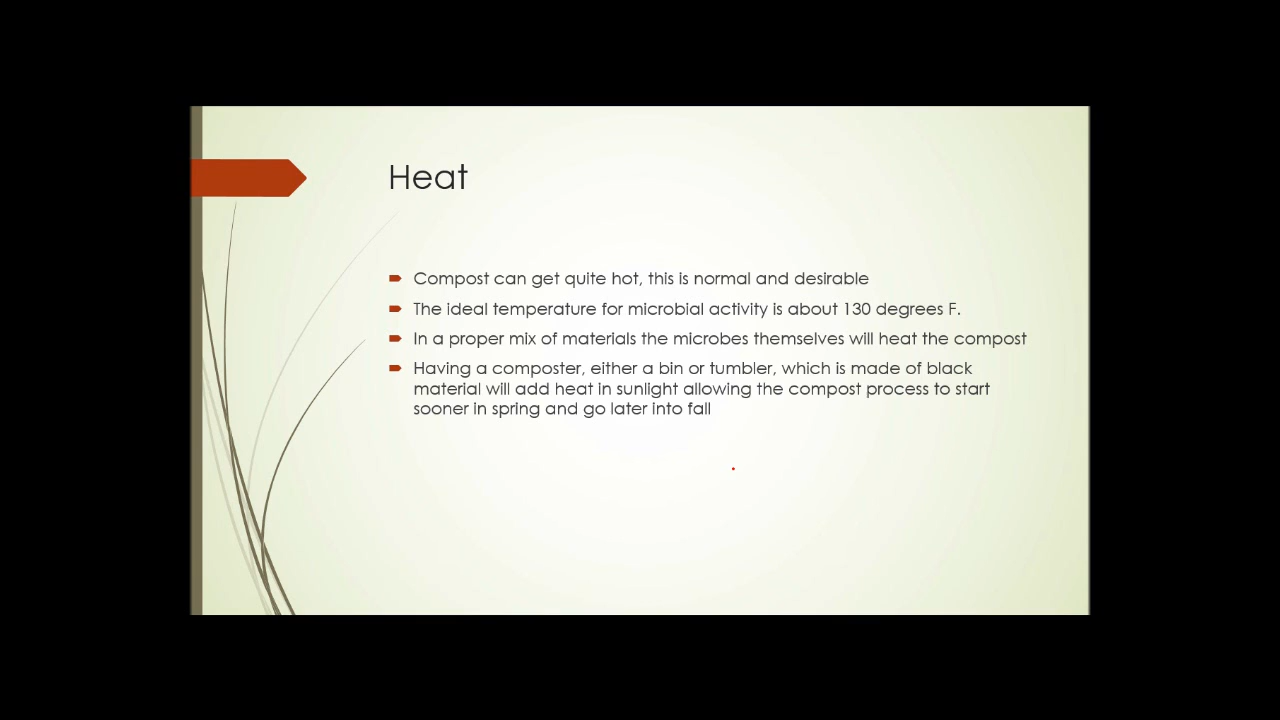 Heat
Compost can get quite hot, this is normal and desirable
The ideal temperature for microbial activity is about 130 degrees F.
In a proper mix of materials the microbes themselves will heat the compost
Having a composter, either a bin or tumbler, which is made of black
material will add heat in sunlight allowing the compost process to start
sooner in spring and go later into fall